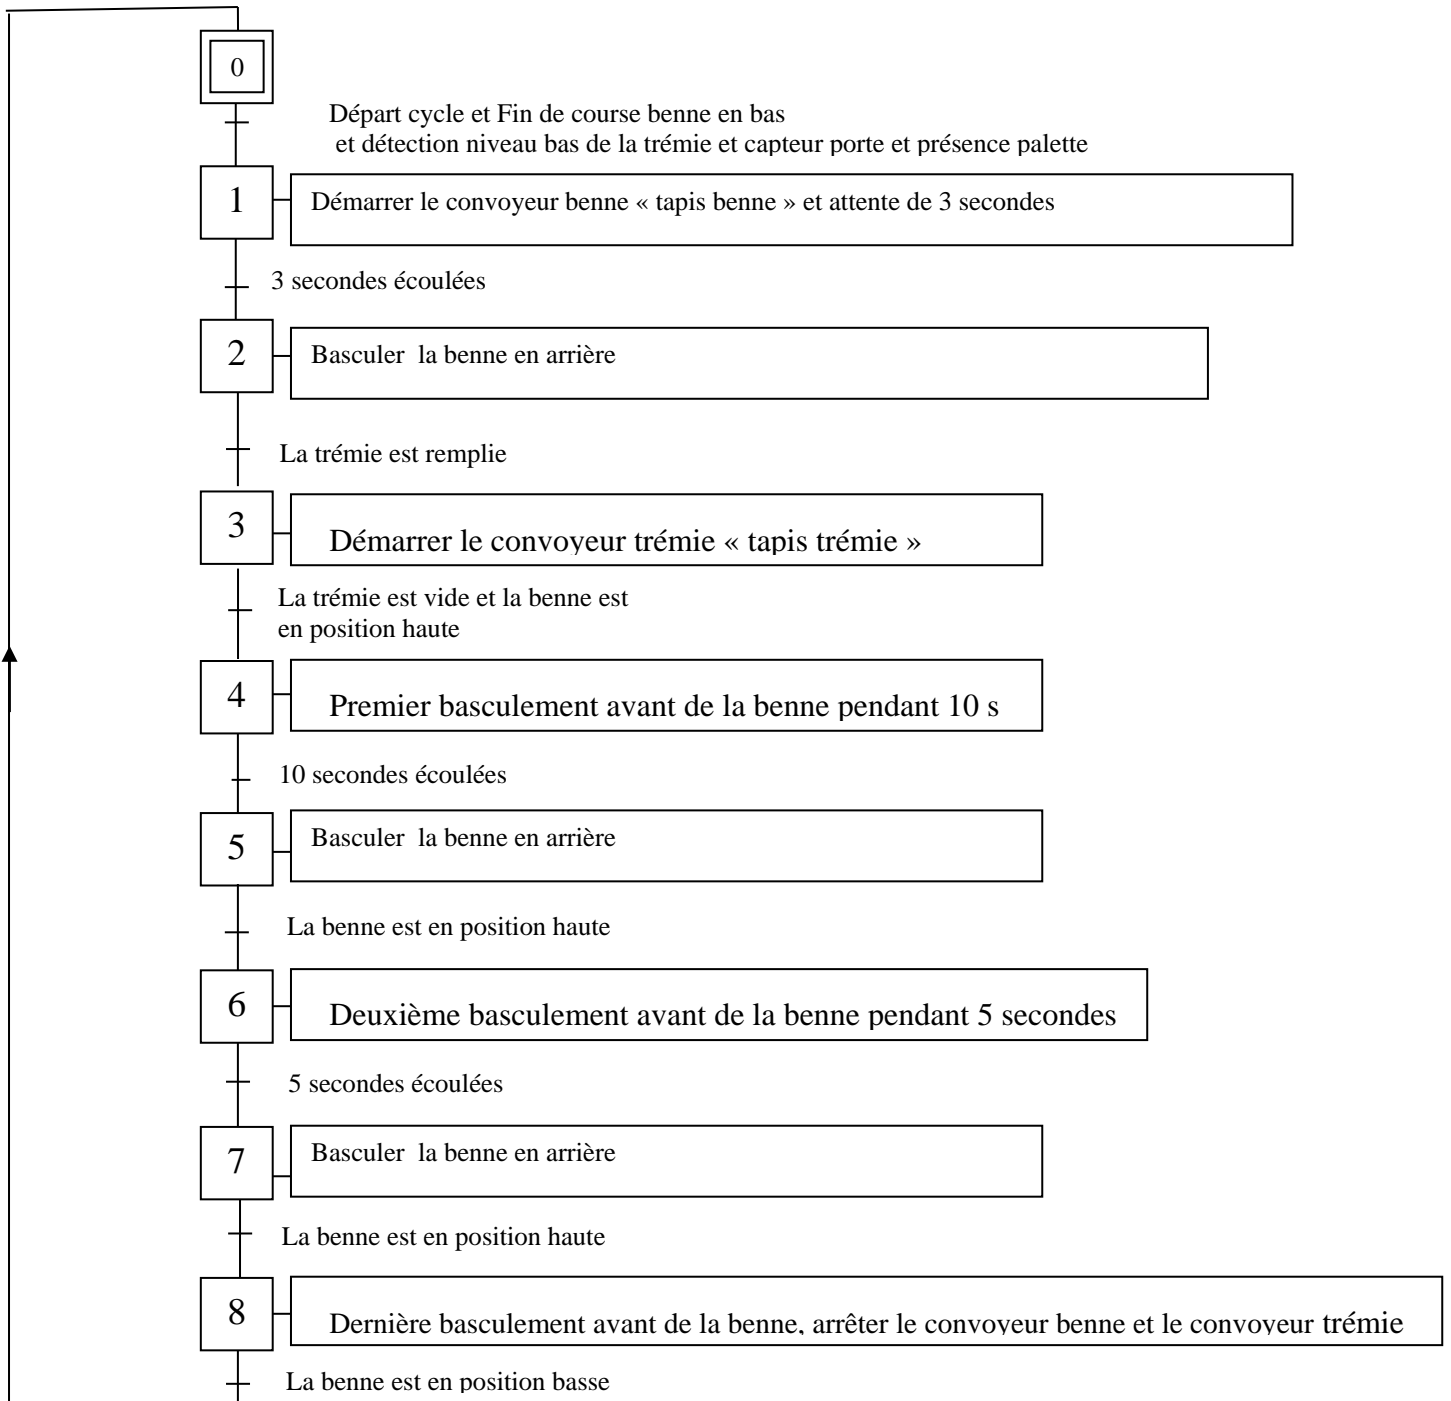 0
Départ cycle et Fin de course benne en bas
et détection niveau bas de la trémie et capteur porte et présence palette
1
Démarrer le convoyeur benne « tapis benne » et attente de 3 secondes
3 secondes écoulées
2
Basculer la benne en arrière
La trémie est remplie
3
Démarrer le convoyeur trémie « tapis trémie »
La trémie est vide et la benne est
en position haute
4
Premier basculement avant de la benne pendant 10 s
10 secondes écoulées
5
Basculer la benne en arrière
La benne est en position haute
6
Deuxième basculement avant de la benne pendant 5 secondes
5 secondes écoulées
7
Basculer la benne en arrière
La benne est en position haute
8
Dernière basculement avant de la benne, arrêter le convoyeur benne et le convoyeur trémie
La benne est en position basse